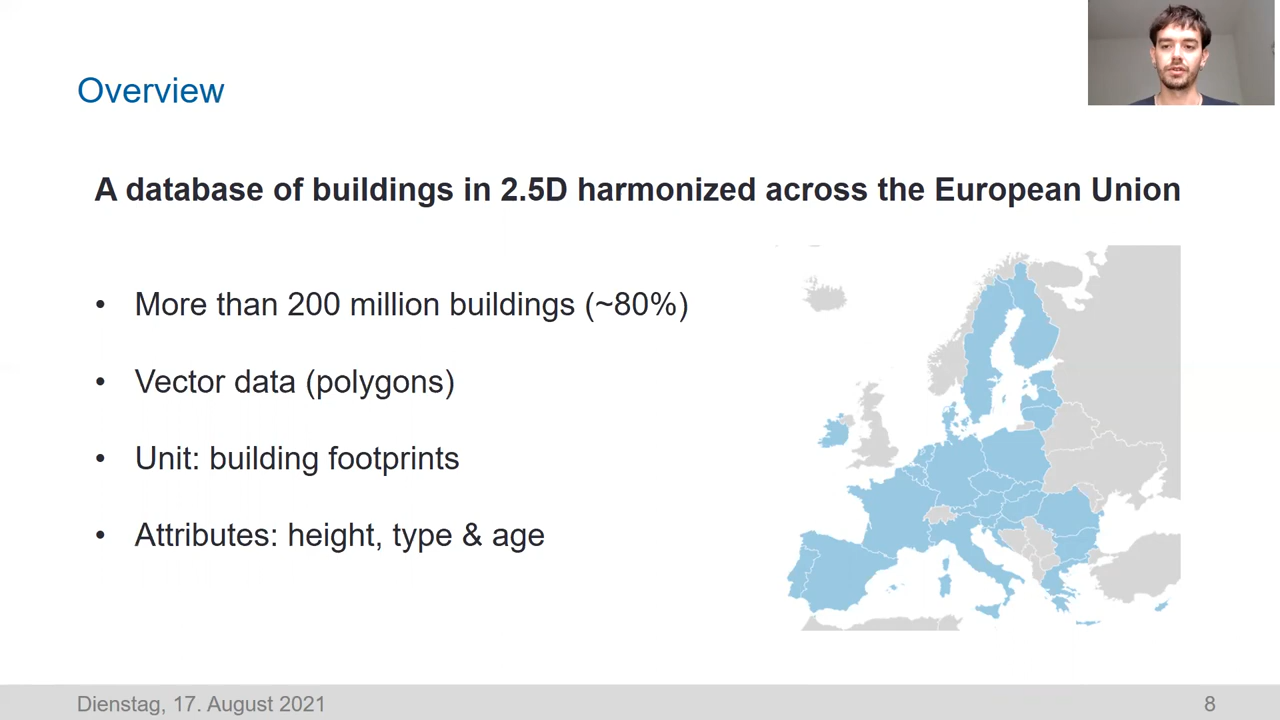 Overview
A database of buildings in 2.5D harmonized across the European Union
• More than 200 million buildings (~80%)
• Vector data (polygons)
• Unit: building footprints
• Attributes: height, type & age
Dienstag, 17. August 2021
8